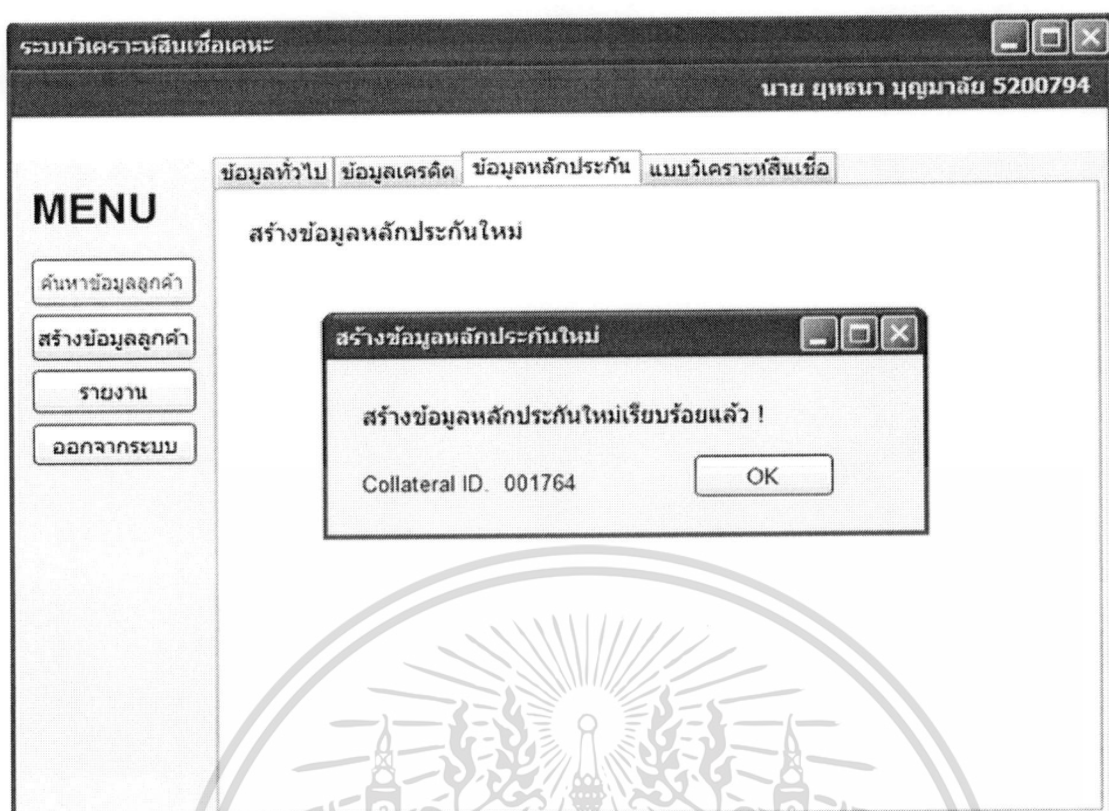 ระบบวิเคราะห์สินเชื่อเคหะ
นาย ยุทธนา บุญมาลัย 5200794
ข้อมูลทั่วไป ข้อมูลเครดิต ข้อมูลหลักประกัน แบบวิเคราะห์สินเชื่อ
MENU
สร้างข้อมูลหลักประกันใหม่
ค้นหาข้อมูลลูกค้า
สร้างข้อมูลลูกค้า
รายงาน
ออกจากระบบ
สร้างข้อมูลหลักประกันใหม่
สร้างข้อมูลหลักประกันใหม่เรียบร้อยแล้ว !
Collateral ID. 001764 OK